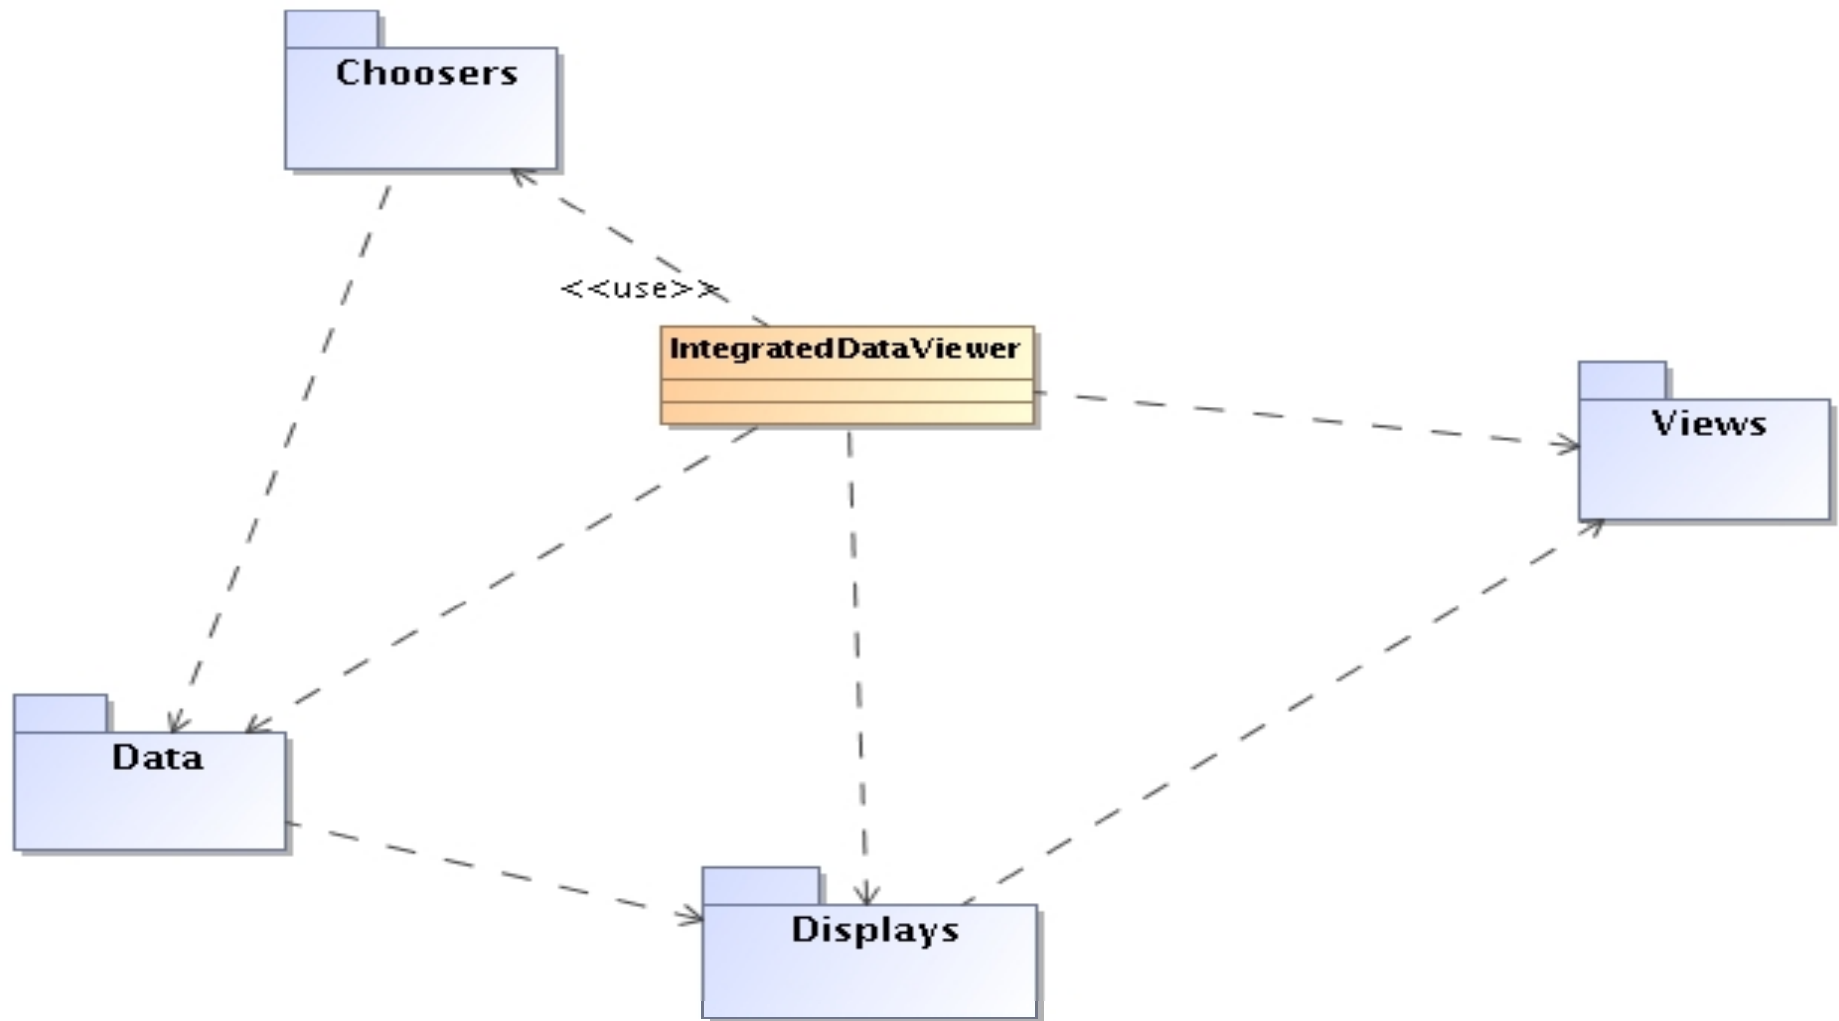 Choosers
<<use>>
IntegratedDataViewer
Views
Data
Displays